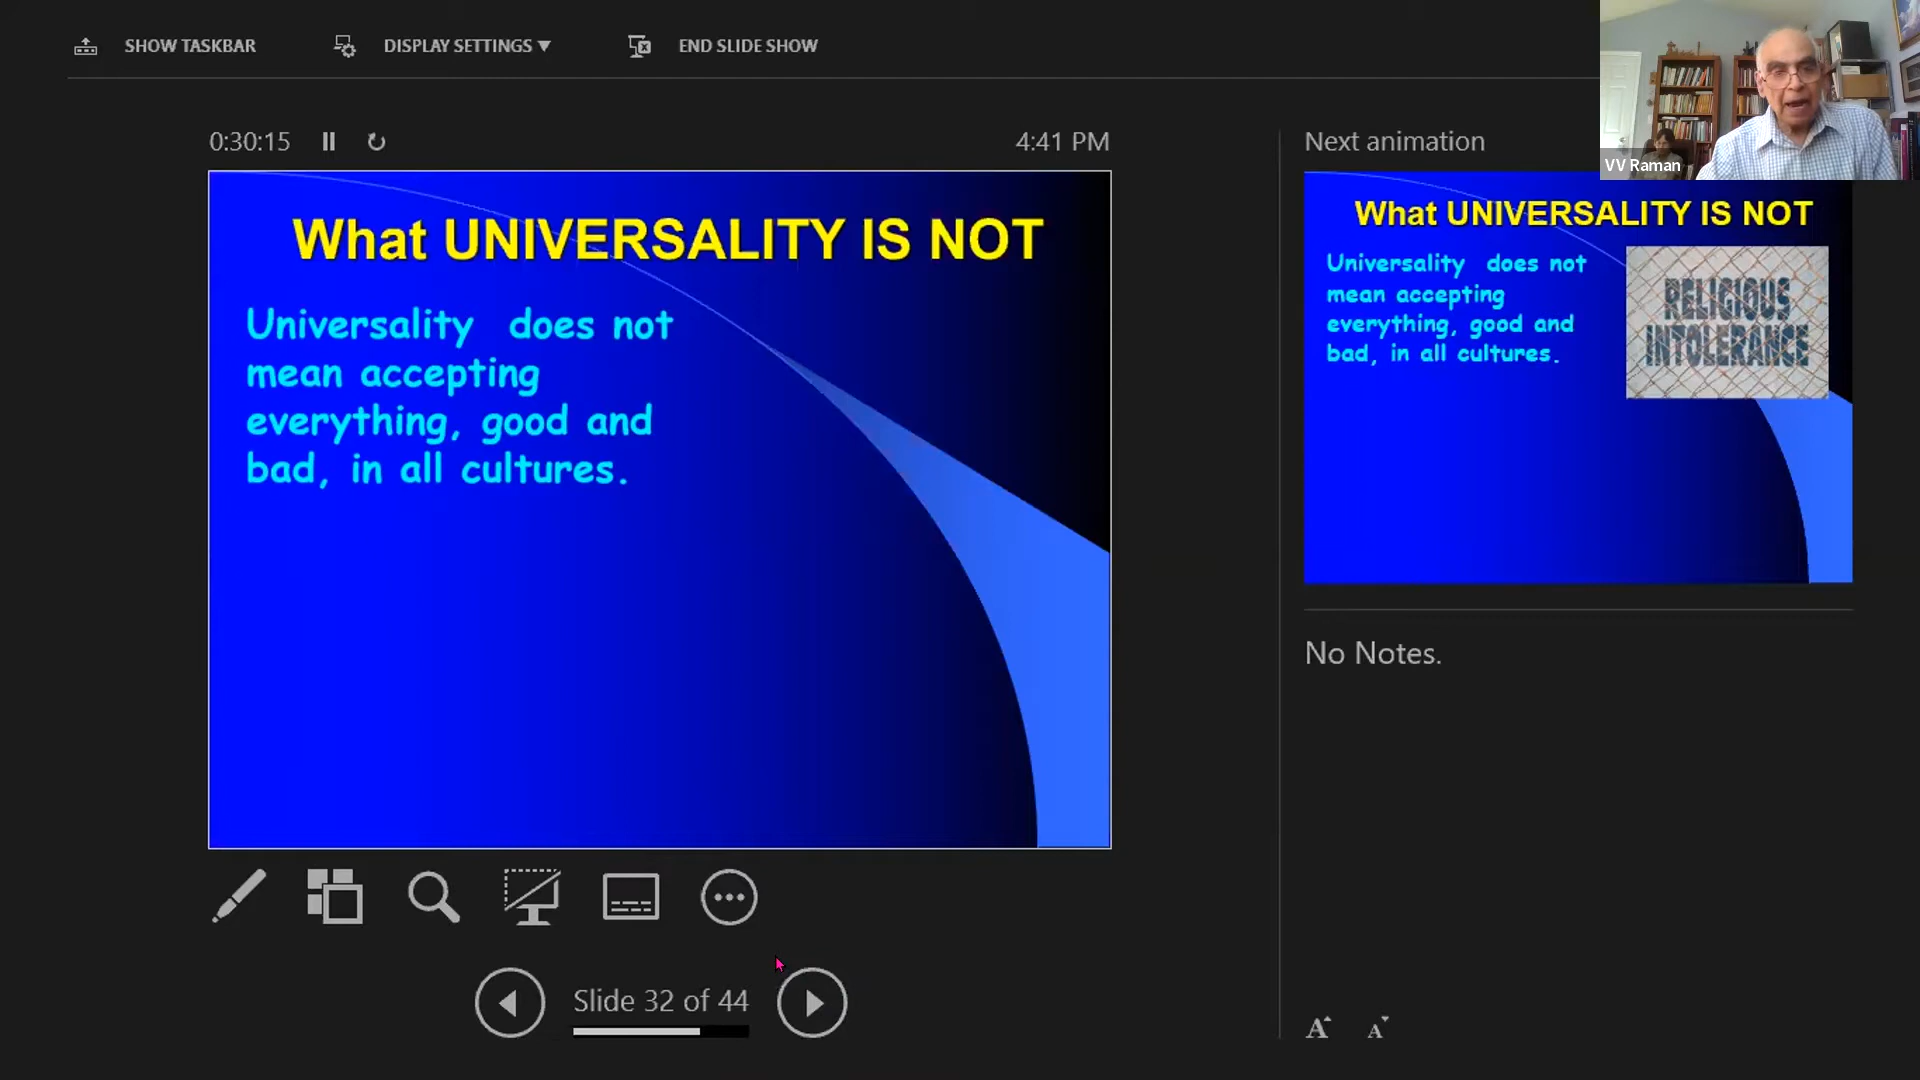 SHOW TASKBAR
DISPLAY SETTINGS ▼
END SLIDE SHOW
VV Raman
0:30:15
4:41 PM
Next animation
What UNIVERSALITY IS NOT
Universality does not
mean accepting
everything, good and
bad, in all cultures.
What UNIVERSALITY IS NOT
Universality does not
mean accepting
everything, good and
bad, in all cultures.
RELIGIOUS
INTOLERANCE
No Notes.
Slide 32 of 44
A A